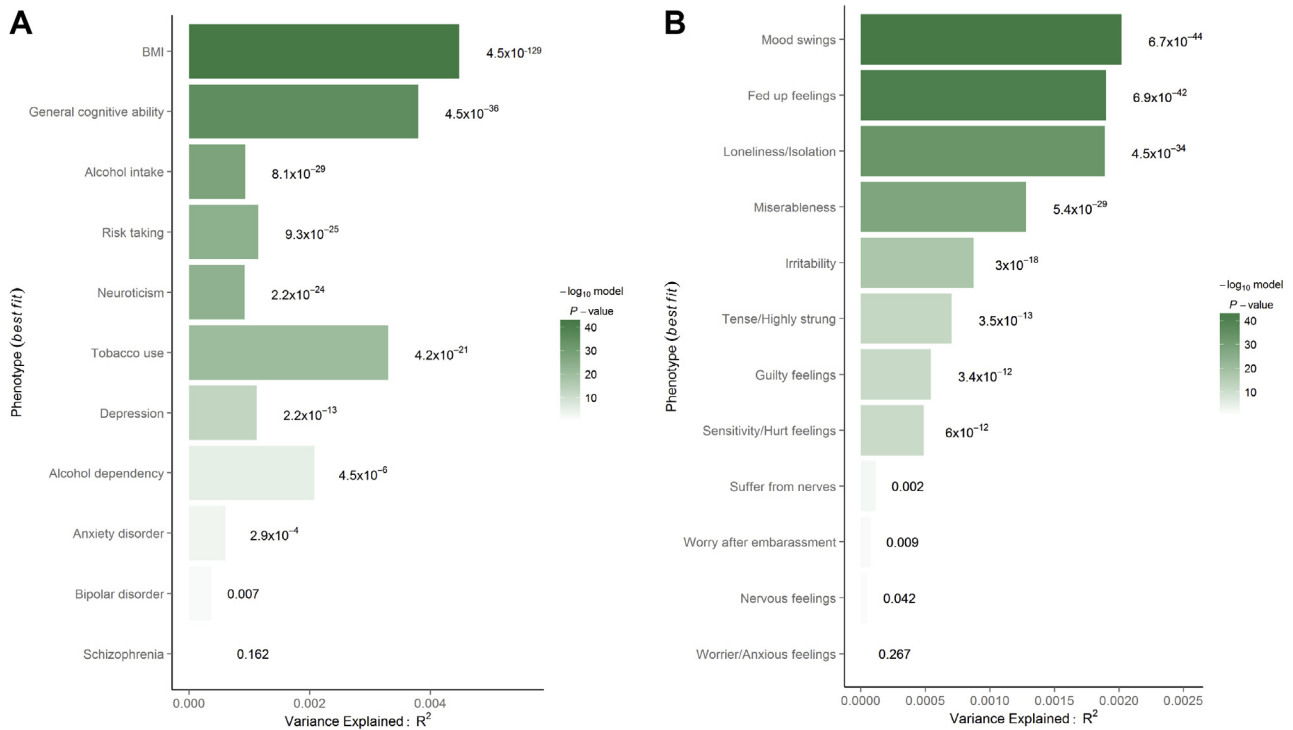 A
Phenotype (best fit)
BMI
4.5x10⁻¹²⁹
General cognitive ability
4.5x10⁻³⁶
Alcohol intake
8.1x10⁻²⁹
Risk taking
9.3x10⁻²⁵
Neuroticism
2.2x10⁻²⁴
Tobacco use
4.2x10⁻²¹
Depression
2.2x10⁻¹³
Alcohol dependency
4.5x10⁻⁶
Anxiety disorder
2.9x10⁻⁴
Bipolar disorder
0.007
Schizophrenia
0.162
0.000 0.002 0.004
Variance Explained : R²
−log₁₀ model
P − value
40
30
20
10
B
Phenotype (best fit)
Mood swings
6.7x10⁻⁴⁴
Fed up feelings
6.9x10⁻⁴²
Loneliness/Isolation
4.5x10⁻³⁴
Miserableness
5.4x10⁻²⁹
Irritability
3x10⁻¹⁸
Tense/Highly strung
3.5x10⁻¹³
Guilty feelings
3.4x10⁻¹²
Sensitivity/Hurt feelings
6x10⁻¹²
Suffer from nerves
0.002
Worry after embarassment
0.009
Nervous feelings
0.042
Worrier/Anxious feelings
0.267
0.0000 0.0005 0.0010 0.0015 0.0020 0.0025
Variance Explained : R²
−log₁₀ model
P − value
40
30
20
10